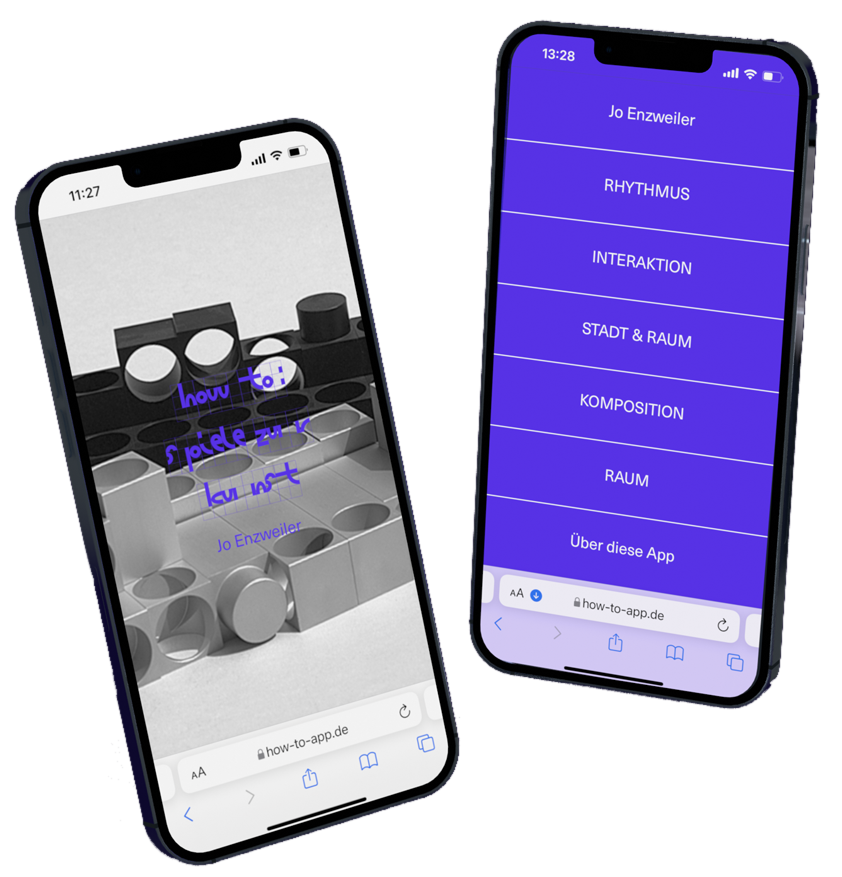 11:27
how to:
spiele zur
kunst
Jo Enzweiler
AA
how-to-app.de
13:28
Jo Enzweiler
RHYTHMUS
INTERAKTION
STADT & RAUM
KOMPOSITION
RAUM
Über diese App
AA
how-to-app.de